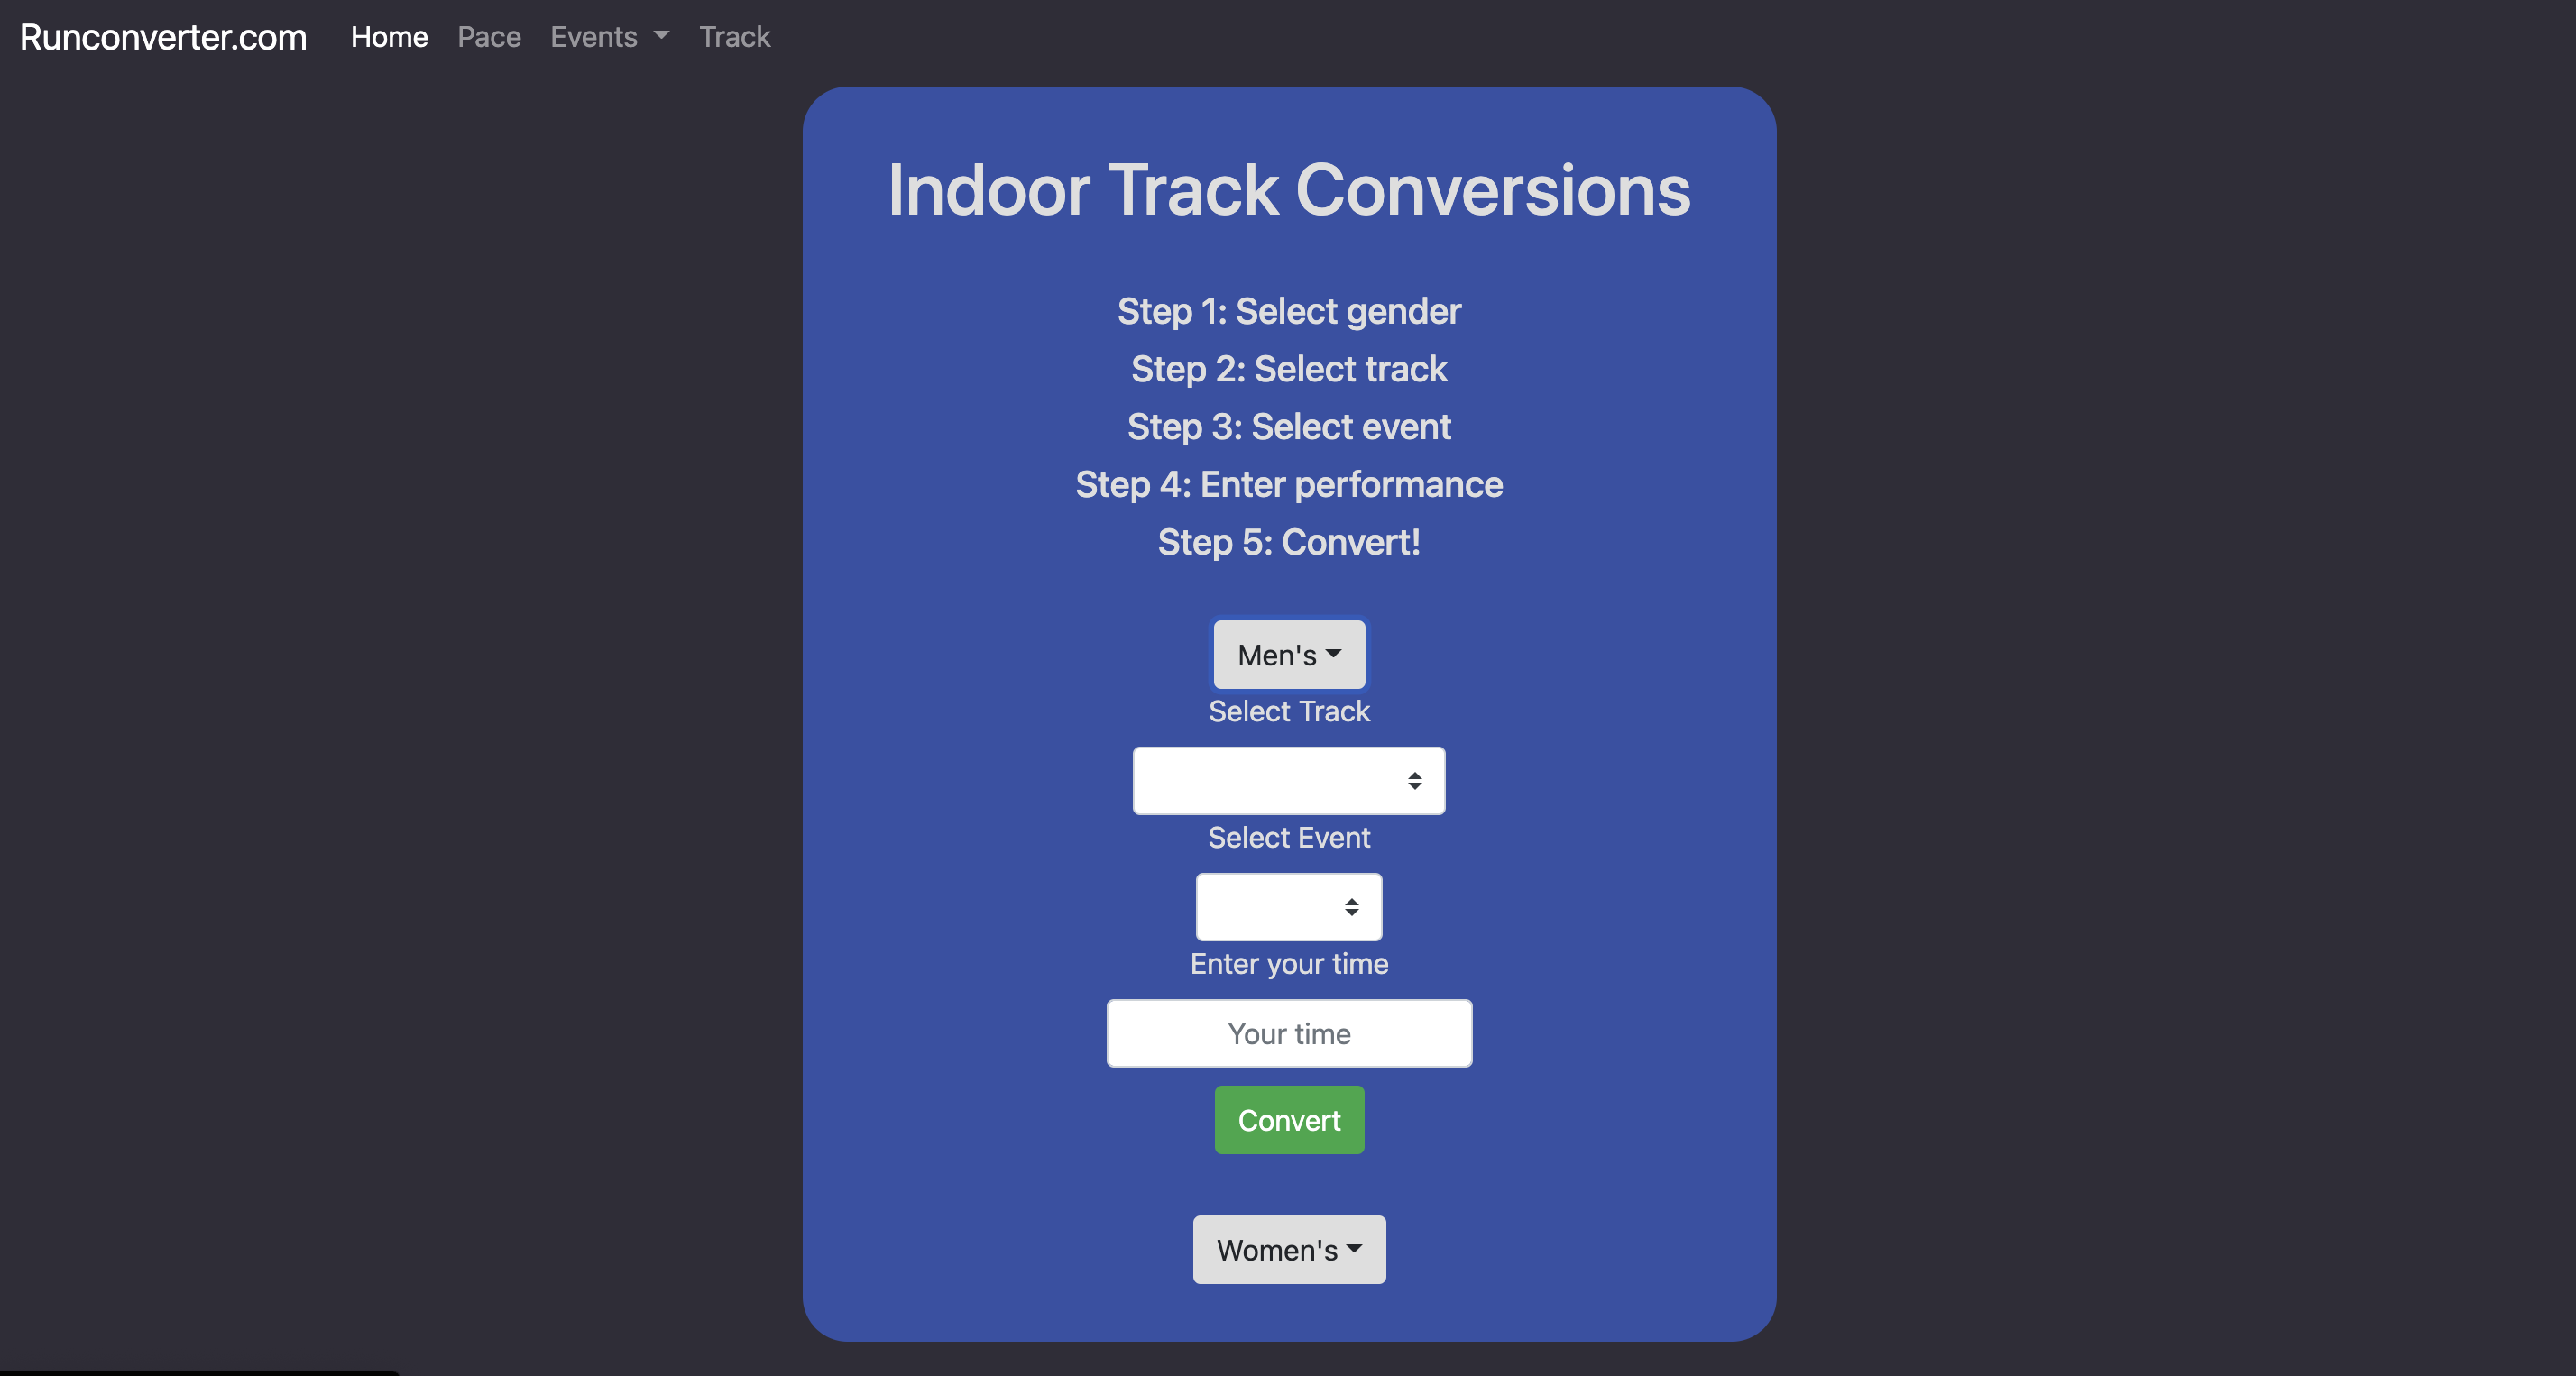 Runconverter.com Home Pace Events Track
Indoor Track Conversions
Step 1: Select gender
Step 2: Select track
Step 3: Select event
Step 4: Enter performance
Step 5: Convert!
Men's
Select Track
Select Event
Enter your time
Your time
Convert
Women's